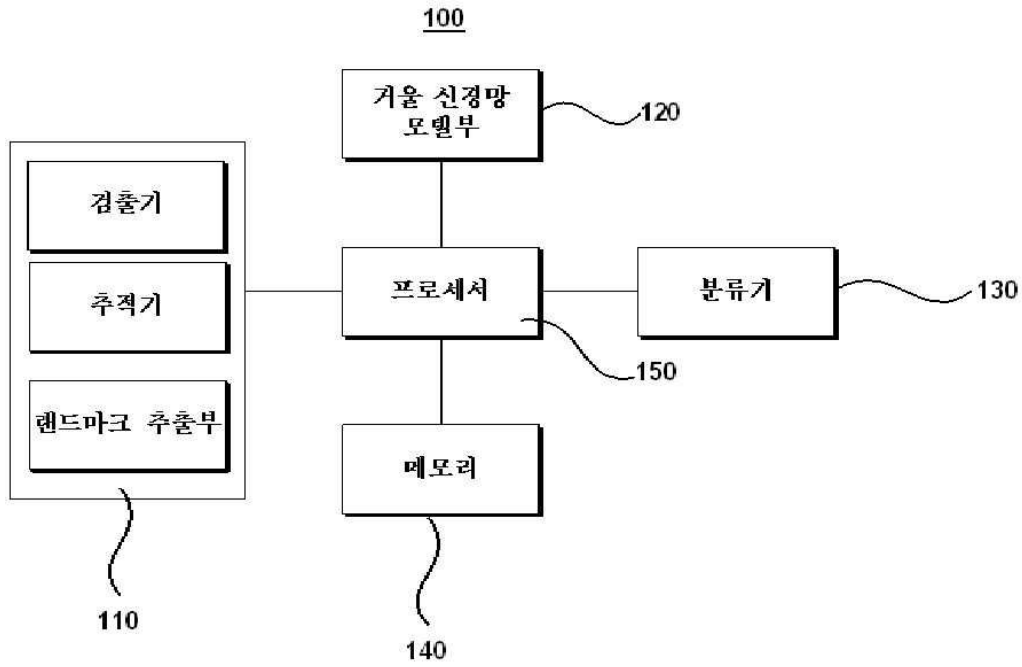 100
거울 신경망
모델부
120
검출기
추적기
프로세서
분류기
130
150
랜드마크 추출부
메모리
110
140